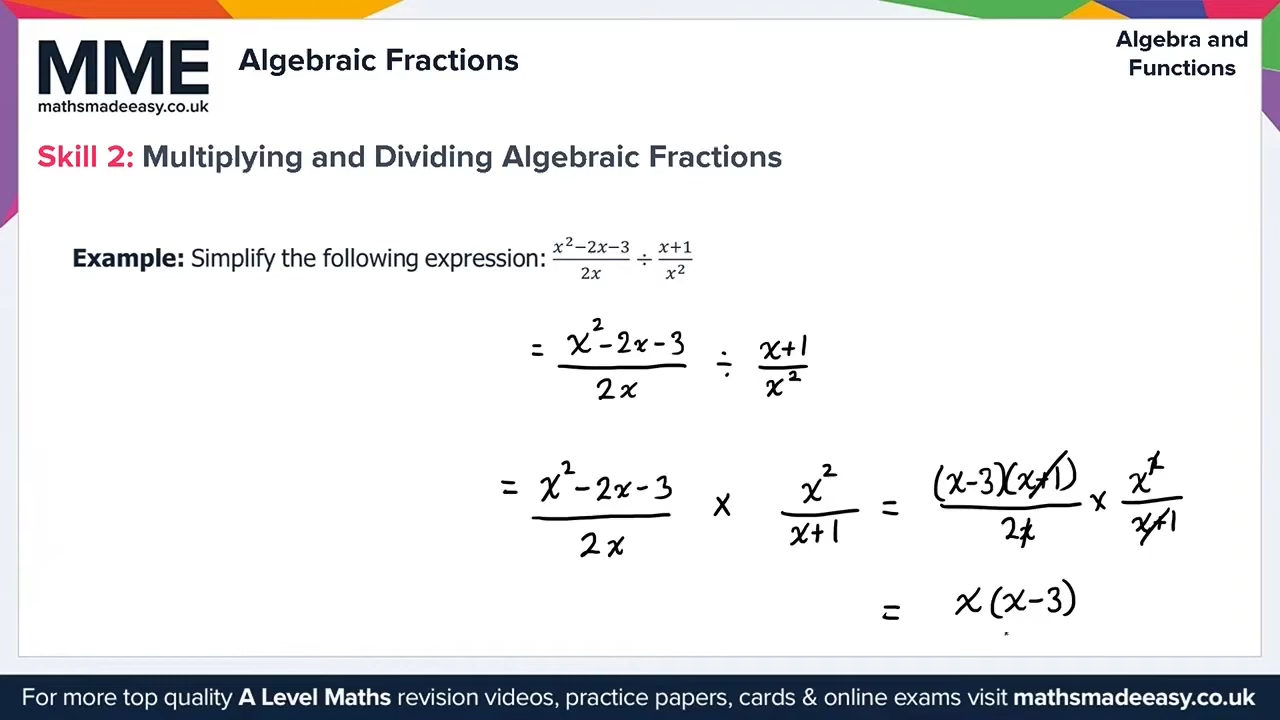 MME
mathsmadeeasy.co.uk
Algebraic Fractions
Algebra and
Functions
Skill 2: Multiplying and Dividing Algebraic Fractions
Example: Simplify the following expression: (x²−2x−3)/(2x) ÷ (x+1)/(x²)
= (x²-2x-3)/(2x) ÷ (x+1)/(x²)
= (x²-2x-3)/(2x) × (x²)/(x+1) = ((x-3)(x+1))/(2x) × (x²)/(x+1)
= x(x-3)
For more top quality A Level Maths revision videos, practice papers, cards & online exams visit mathsmadeeasy.co.uk